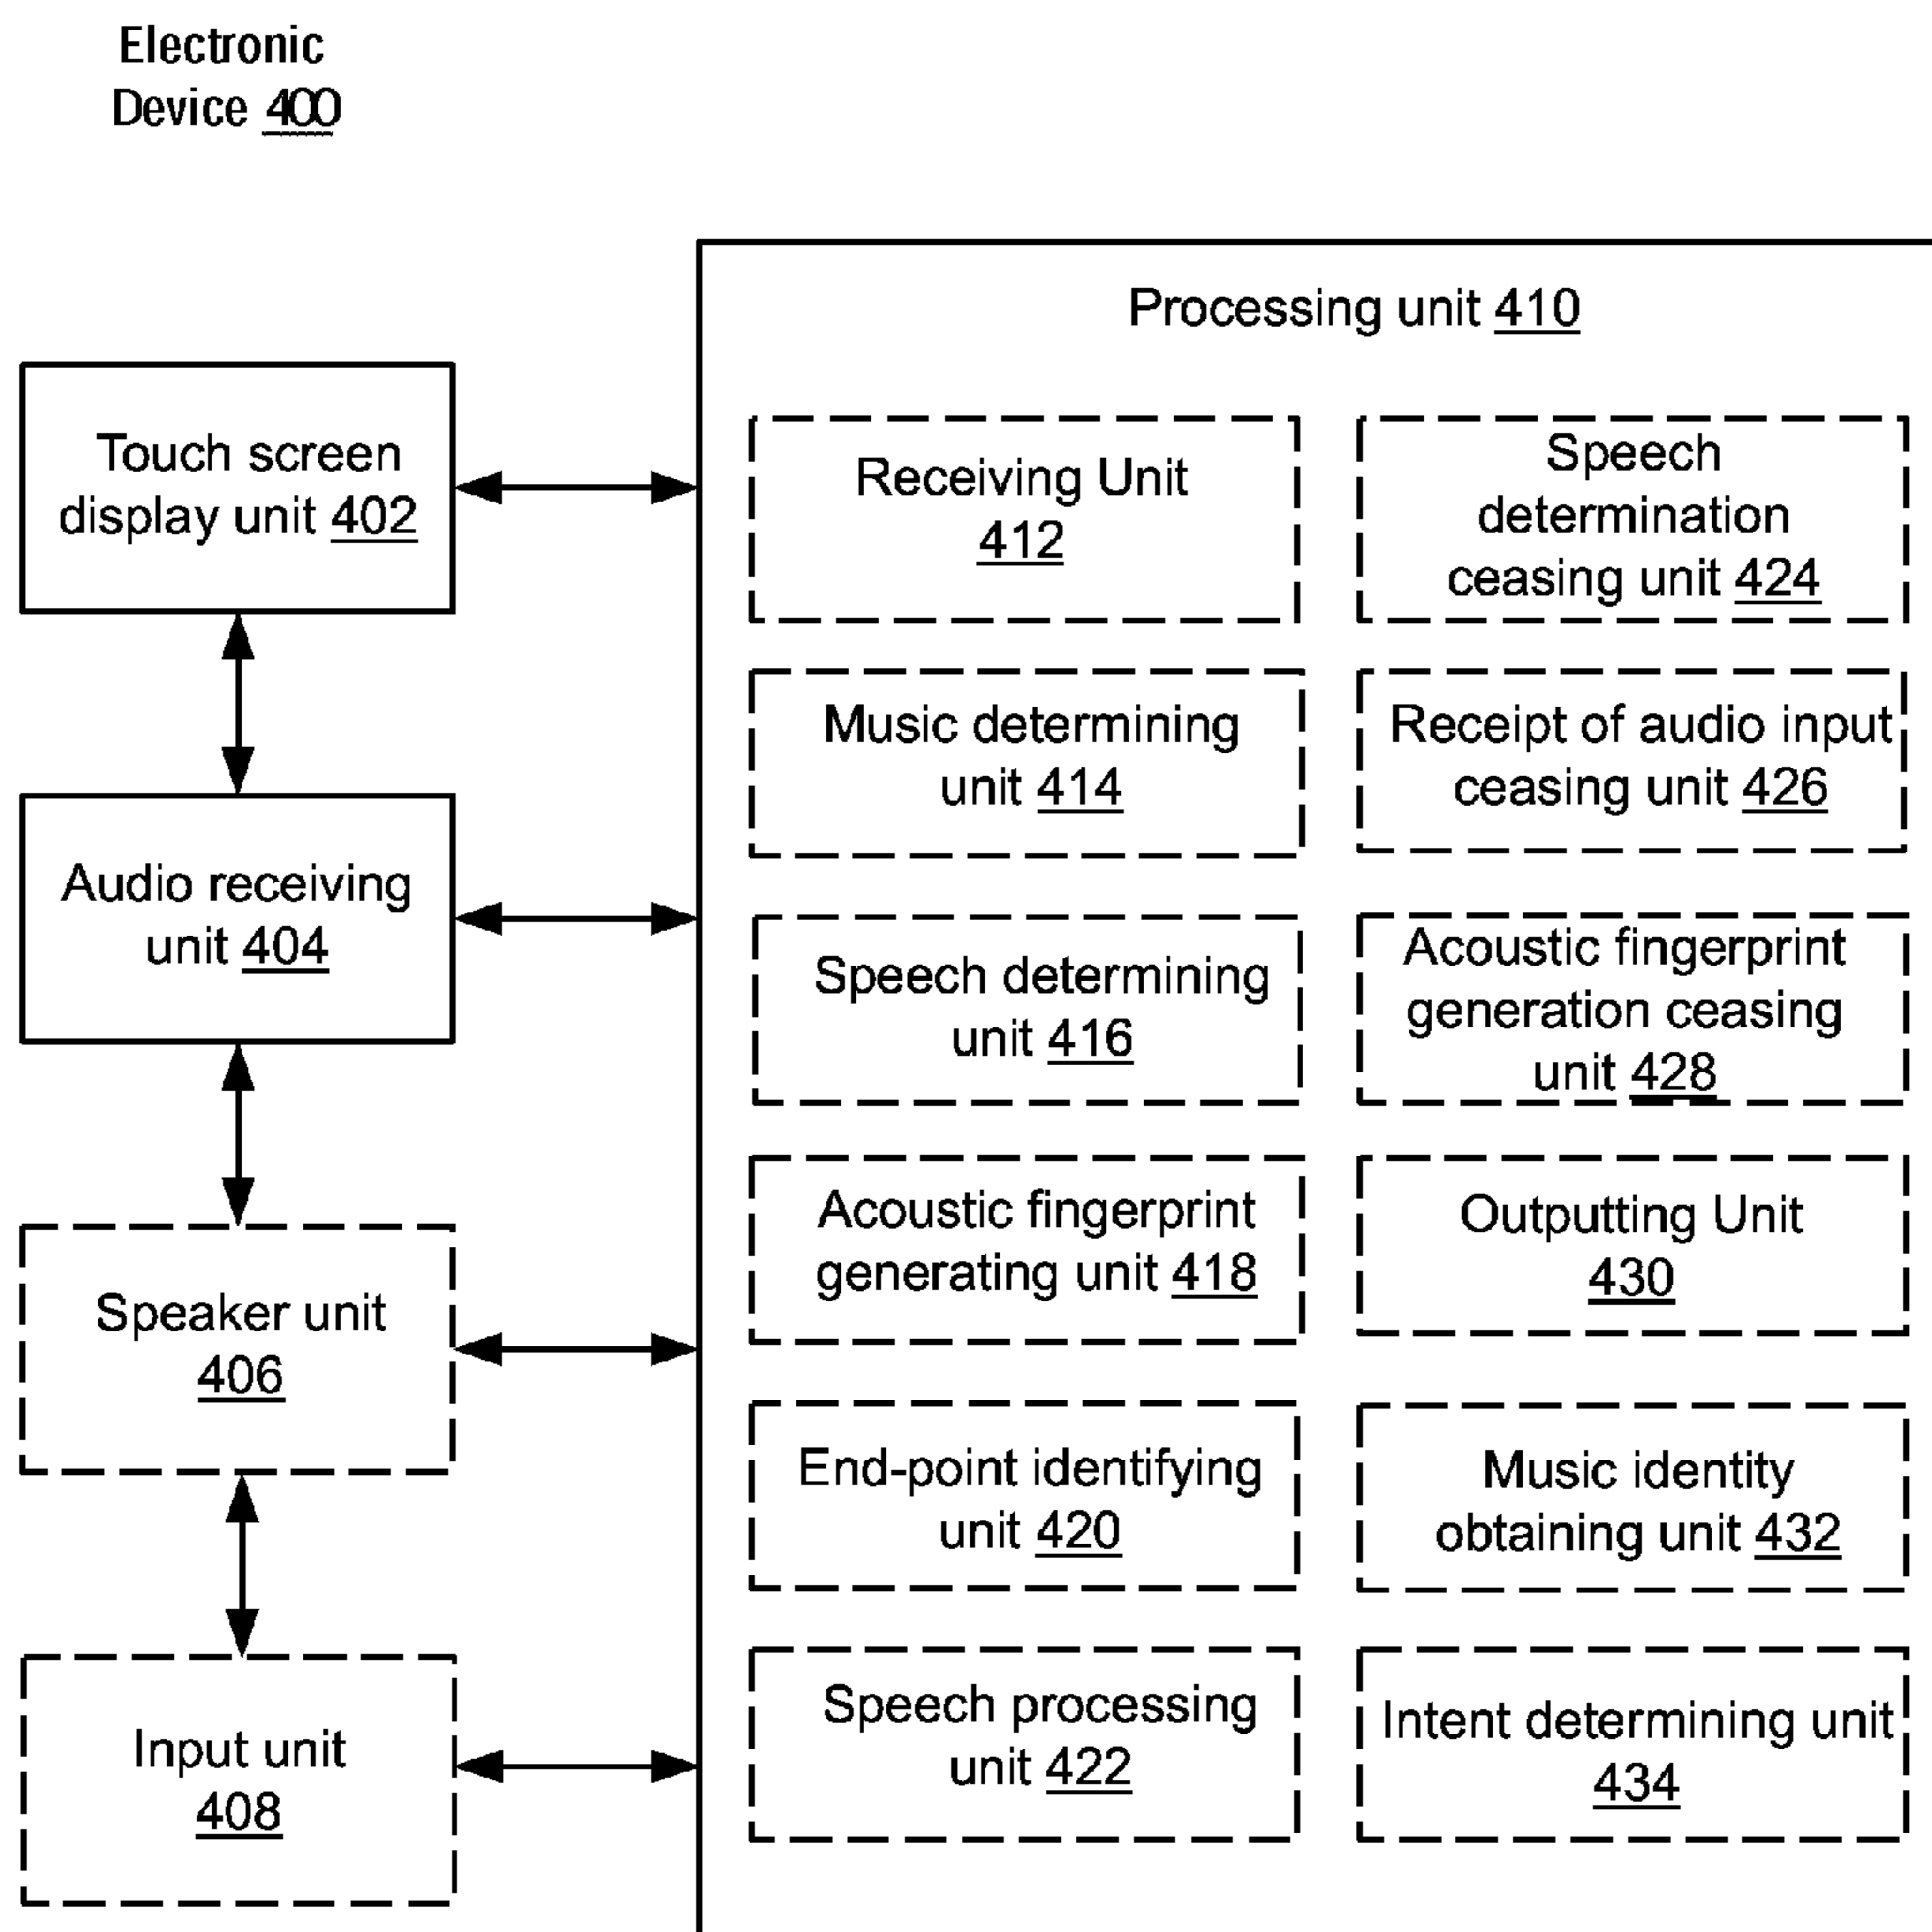 Electronic
Device 400
Processing unit 410
Touch screen
display unit 402
Audio receiving
unit 404
Speaker unit
406
Input unit
408
Receiving Unit
412
Music determining
unit 414
Speech determining
unit 416
Acoustic fingerprint
generating unit 418
End-point identifying
unit 420
Speech processing
unit 422
Speech
determination
ceasing unit 424
Receipt of audio input
ceasing unit 426
Acoustic fingerprint
generation ceasing
unit 428
Outputting Unit
430
Music identity
obtaining unit 432
Intent determining unit
434